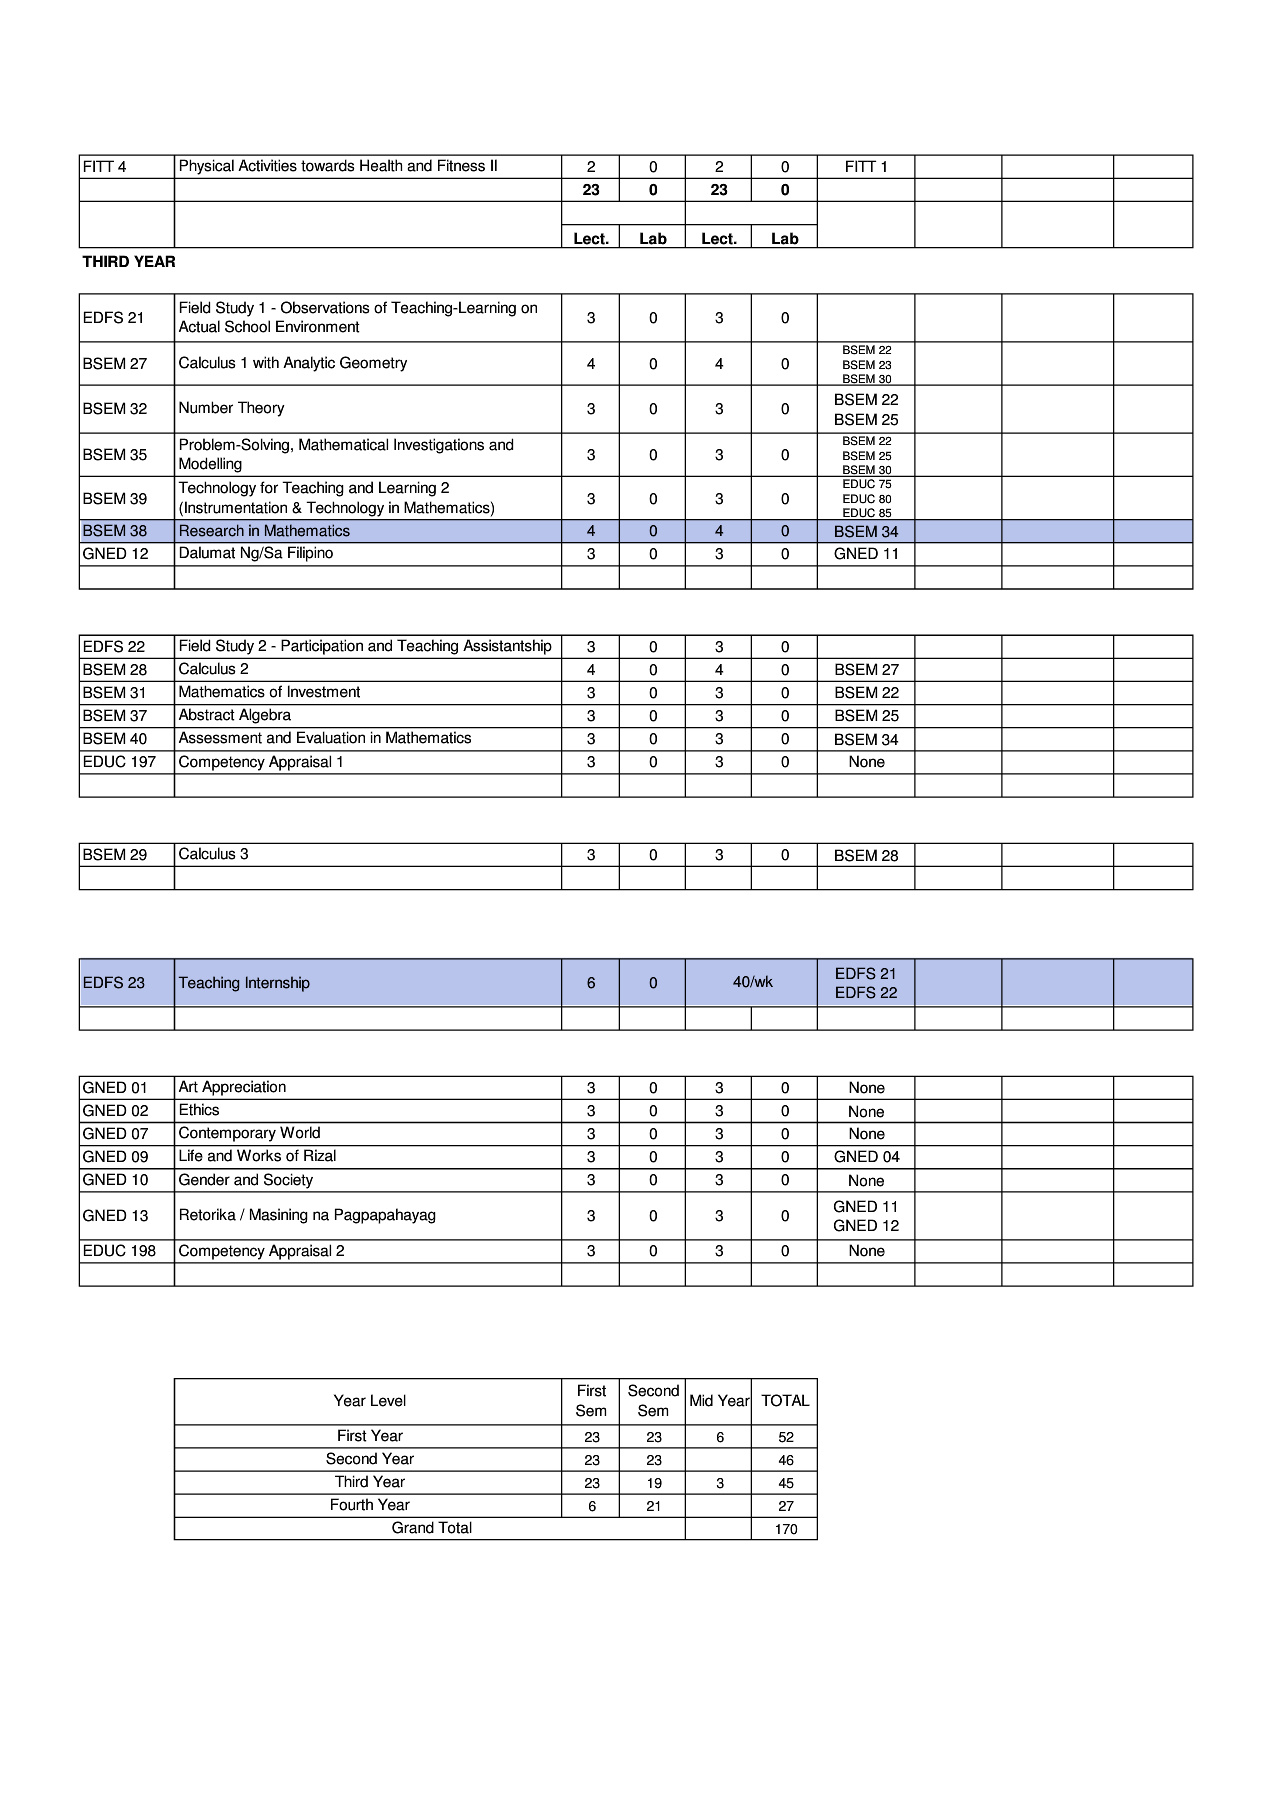 FITT 4 Physical Activities towards Health and Fitness II 2 0 2 0 FITT 1
23 0 23 0
Lect. Lab Lect. Lab
THIRD YEAR
EDFS 21 Field Study 1 - Observations of Teaching-Learning on Actual School Environment 3 0 3 0
BSEM 27 Calculus 1 with Analytic Geometry 4 0 4 0 BSEM 22 BSEM 23 BSEM 30
BSEM 32 Number Theory 3 0 3 0 BSEM 22 BSEM 25
BSEM 35 Problem-Solving, Mathematical Investigations and Modelling 3 0 3 0 BSEM 22 BSEM 25 BSEM 30
BSEM 39 Technology for Teaching and Learning 2 (Instrumentation & Technology in Mathematics) 3 0 3 0 EDUC 75 EDUC 80 EDUC 85
BSEM 38 Research in Mathematics 4 0 4 0 BSEM 34
GNED 12 Dalumat Ng/Sa Filipino 3 0 3 0 GNED 11
EDFS 22 Field Study 2 - Participation and Teaching Assistantship 3 0 3 0
BSEM 28 Calculus 2 4 0 4 0 BSEM 27
BSEM 31 Mathematics of Investment 3 0 3 0 BSEM 22
BSEM 37 Abstract Algebra 3 0 3 0 BSEM 25
BSEM 40 Assessment and Evaluation in Mathematics 3 0 3 0 BSEM 34
EDUC 197 Competency Appraisal 1 3 0 3 0 None
BSEM 29 Calculus 3 3 0 3 0 BSEM 28
EDFS 23 Teaching Internship 6 0 40/wk EDFS 21 EDFS 22
GNED 01 Art Appreciation 3 0 3 0 None
GNED 02 Ethics 3 0 3 0 None
GNED 07 Contemporary World 3 0 3 0 None
GNED 09 Life and Works of Rizal 3 0 3 0 GNED 04
GNED 10 Gender and Society 3 0 3 0 None
GNED 13 Retorika / Masining na Pagpapahayag 3 0 3 0 GNED 11 GNED 12
EDUC 198 Competency Appraisal 2 3 0 3 0 None
Year Level First Sem Second Sem Mid Year TOTAL
First Year 23 23 6 52
Second Year 23 23 46
Third Year 23 19 3 45
Fourth Year 6 21 27
Grand Total 170